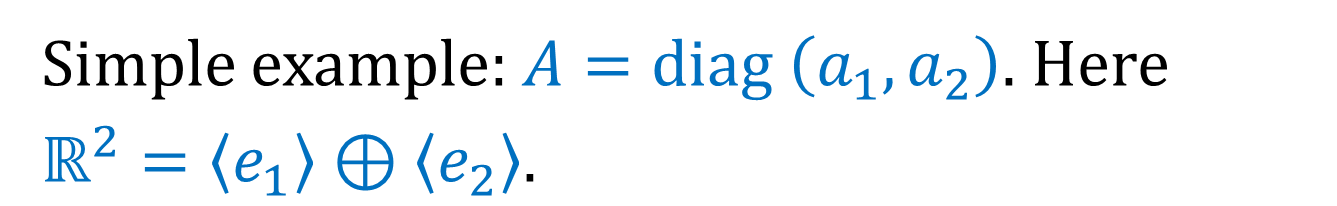 Simple example: A = diag (a₁, a₂). Here
ℝ² = ⟨e₁⟩ ⊕ ⟨e₂⟩.